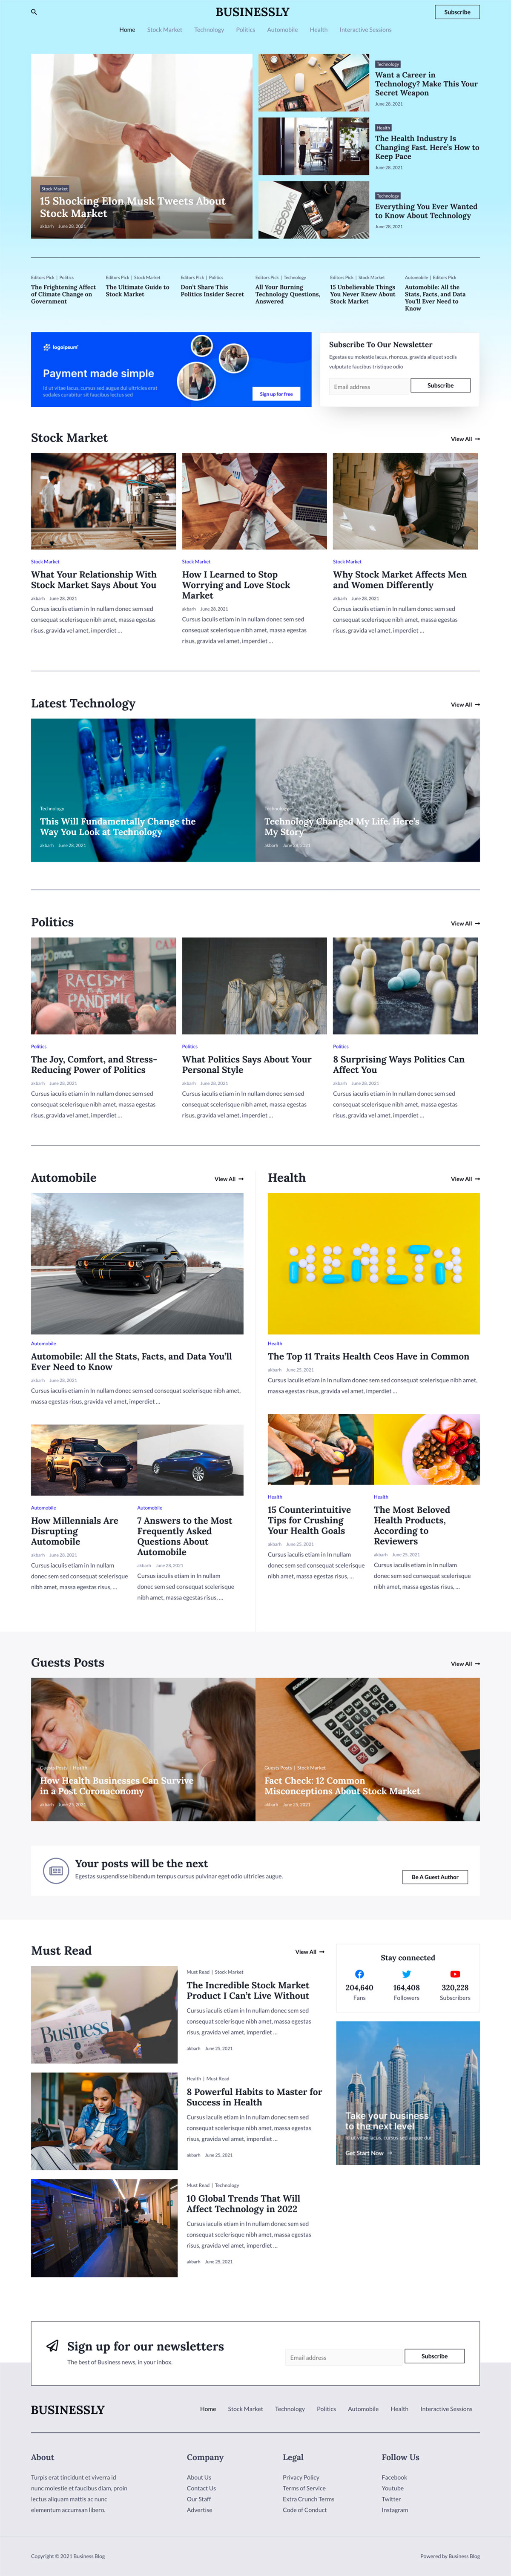 BUSINESSLY
Subscribe
Home Stock Market Technology Politics Automobile Health Interactive Sessions
Stock Market
15 Shocking Elon Musk Tweets About
Stock Market
akbarh June 28, 2021
Technology
Want a Career in
Technology? Make This Your
Secret Weapon
June 28, 2021
Health
The Health Industry Is
Changing Fast. Here's How to
Keep Pace
June 28, 2021
Technology
Everything You Ever Wanted
to Know About Technology
June 28, 2021
Editors Pick | Politics
The Frightening Affect
of Climate Change on
Government
Editors Pick | Stock Market
The Ultimate Guide to
Stock Market
Editors Pick | Politics
Don't Share This
Politics Insider Secret
Editors Pick | Technology
All Your Burning
Technology Questions,
Answered
Editors Pick | Stock Market
15 Unbelievable Things
You Never Knew About
Stock Market
Automobile | Editors Pick
Automobile: All the
Stats, Facts, and Data
You'll Ever Need to
Know
logoipsum
Payment made simple
Id ut vitae lacus, cursus sed augue dui ultricies erat
sodales curabitur sit faucibus lectus sed
Sign up for free
Subscribe To Our Newsletter
Egestas eu molestie lacus, rhoncus, gravida aliquet sociis
vulputate faucibus tristique odio
Email address
Subscribe
Stock Market
View All
Stock Market
What Your Relationship With
Stock Market Says About You
akbarh June 28, 2021
Cursus iaculis etiam in In nullam donec sem sed
consequat scelerisque nibh amet, massa egestas
risus, gravida vel amet, imperdiet ...
Stock Market
How I Learned to Stop
Worrying and Love Stock
Market
akbarh June 28, 2021
Cursus iaculis etiam in In nullam donec sem sed
consequat scelerisque nibh amet, massa egestas
risus, gravida vel amet, imperdiet ...
Stock Market
Why Stock Market Affects Men
and Women Differently
akbarh June 28, 2021
Cursus iaculis etiam in In nullam donec sem sed
consequat scelerisque nibh amet, massa egestas
risus, gravida vel amet, imperdiet ...
Latest Technology
View All
Technology
This Will Fundamentally Change the
Way You Look at Technology
akbarh June 28, 2021
Technology
Technology Changed My Life. Here's
My Story
akbarh June 28, 2021
Politics
View All
RACISM
IS A
PANDEMIC
Politics
The Joy, Comfort, and Stress-
Reducing Power of Politics
akbarh June 28, 2021
Cursus iaculis etiam in In nullam donec sem sed
consequat scelerisque nibh amet, massa egestas
risus, gravida vel amet, imperdiet ...
Politics
What Politics Says About Your
Personal Style
akbarh June 28, 2021
Cursus iaculis etiam in In nullam donec sem sed
consequat scelerisque nibh amet, massa egestas
risus, gravida vel amet, imperdiet ...
Politics
8 Surprising Ways Politics Can
Affect You
akbarh June 28, 2021
Cursus iaculis etiam in In nullam donec sem sed
consequat scelerisque nibh amet, massa egestas
risus, gravida vel amet, imperdiet ...
Automobile
View All
Automobile
Automobile: All the Stats, Facts, and Data You'll
Ever Need to Know
akbarh June 28, 2021
Cursus iaculis etiam in In nullam donec sem sed consequat scelerisque nibh amet,
massa egestas risus, gravida vel amet, imperdiet ...
Automobile
How Millennials Are
Disrupting
Automobile
akbarh June 28, 2021
Cursus iaculis etiam in In nullam
donec sem sed consequat scelerisque
nibh amet, massa egestas risus, ...
Automobile
7 Answers to the Most
Frequently Asked
Questions About
Automobile
akbarh June 28, 2021
Cursus iaculis etiam in In nullam
donec sem sed consequat scelerisque
nibh amet, massa egestas risus, ...
Health
View All
HEALTH
Health
The Top 11 Traits Health Ceos Have in Common
akbarh June 25, 2021
Cursus iaculis etiam in In nullam donec sem sed consequat scelerisque nibh amet,
massa egestas risus, gravida vel amet, imperdiet ...
Health
15 Counterintuitive
Tips for Crushing
Your Health Goals
akbarh June 25, 2021
Cursus iaculis etiam in In nullam
donec sem sed consequat scelerisque
nibh amet, massa egestas risus, ...
Health
The Most Beloved
Health Products,
According to
Reviewers
akbarh June 25, 2021
Cursus iaculis etiam in In nullam
donec sem sed consequat scelerisque
nibh amet, massa egestas risus, ...
Guests Posts
View All
Guests Posts | Health
How Health Businesses Can Survive
in a Post Coronaconomy
akbarh June 25, 2021
Guests Posts | Stock Market
Fact Check: 12 Common
Misconceptions About Stock Market
akbarh June 25, 2021
Your posts will be the next
Egestas suspendisse bibendum tempus cursus pulvinar eget odio ultricies augue.
Be A Guest Author
Must Read
View All
Business
Must Read | Stock Market
The Incredible Stock Market
Product I Can't Live Without
Cursus iaculis etiam in In nullam donec sem sed
consequat scelerisque nibh amet, massa egestas
risus, gravida vel amet, imperdiet ...
akbarh June 25, 2021
Health | Must Read
8 Powerful Habits to Master for
Success in Health
Cursus iaculis etiam in In nullam donec sem sed
consequat scelerisque nibh amet, massa egestas
risus, gravida vel amet, imperdiet ...
akbarh June 25, 2021
Must Read | Technology
10 Global Trends That Will
Affect Technology in 2022
Cursus iaculis etiam in In nullam donec sem sed
consequat scelerisque nibh amet, massa egestas
risus, gravida vel amet, imperdiet ...
akbarh June 25, 2021
Stay connected
204,640 164,408 320,228
Fans Followers Subscribers
Take your business
to the next level
Id ut vitae lacus, cursus sed augue dui
Get Start Now
Sign up for our newsletters
The best of Business news, in your inbox.
Email address
Subscribe
BUSINESSLY
Home Stock Market Technology Politics Automobile Health Interactive Sessions
About
Turpis erat tincidunt et viverra id
nunc molestie et faucibus diam, proin
lectus aliquam mattis ac nunc
elementum accumsan libero.
Company
About Us
Contact Us
Our Staff
Advertise
Legal
Privacy Policy
Terms of Service
Extra Crunch Terms
Code of Conduct
Follow Us
Facebook
Youtube
Twitter
Instagram
Copyright © 2021 Business Blog
Powered by Business Blog